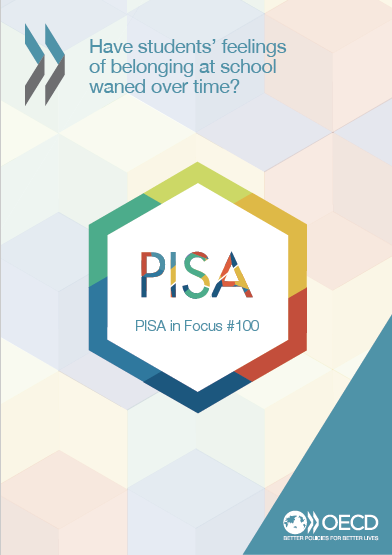 Have students’ feelings
of belonging at school
waned over time?
PISA
PISA in Focus #100
OECD
BETTER POLICIES FOR BETTER LIVES